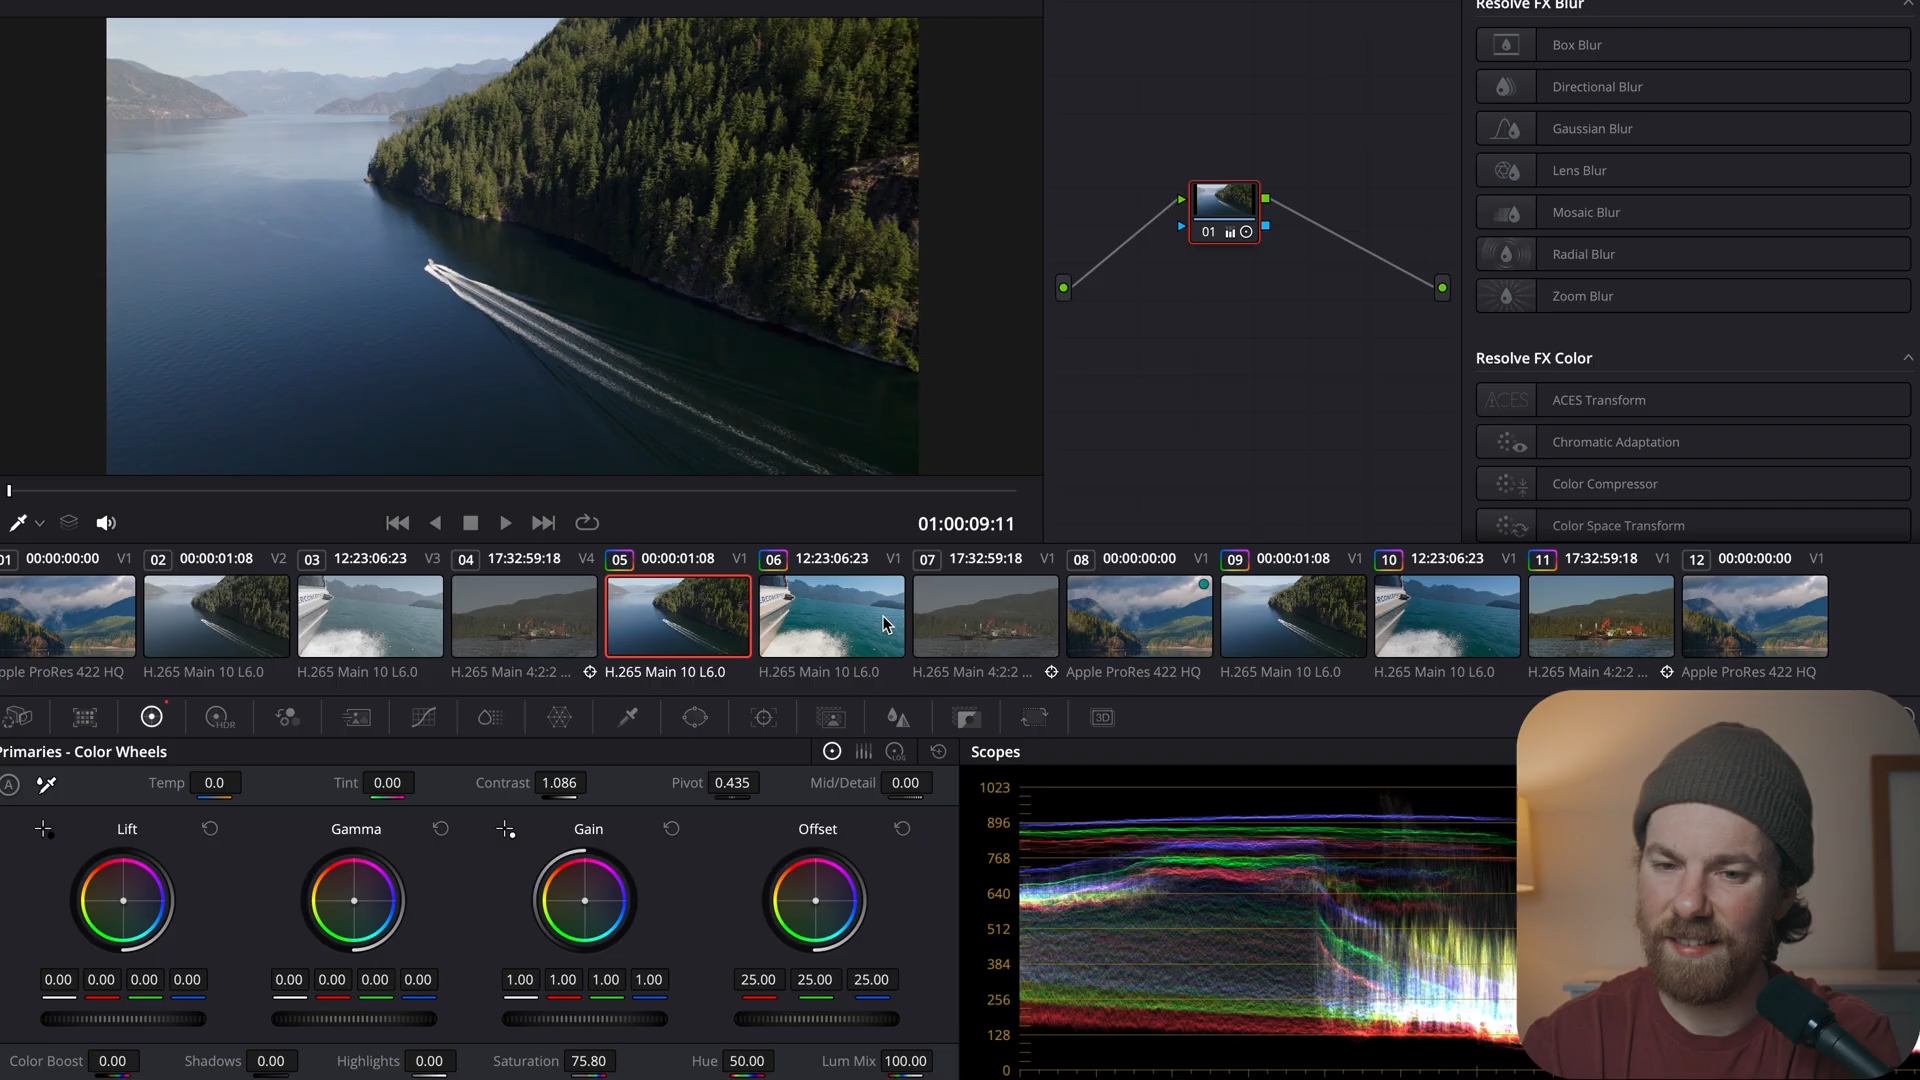 Resolve FX Blur
Box Blur
Directional Blur
Gaussian Blur
Lens Blur
Mosaic Blur
Radial Blur
Zoom Blur
Resolve FX Color
ACES
ACES Transform
Chromatic Adaptation
Color Compressor
Color Space Transform
01
01:00:09:11
01 00:00:00:00 V1
02 00:00:01:08 V2
03 12:23:06:23 V3
04 17:32:59:18 V4
05 00:00:01:08 V1
06 12:23:06:23 V1
07 17:32:59:18 V1
08 00:00:00:00 V1
09 00:00:01:08 V1
10 12:23:06:23 V1
11 17:32:59:18 V1
12 00:00:00:00 V1
pple ProRes 422 HQ
H.265 Main 10 L6.0
H.265 Main 10 L6.0
H.265 Main 4:2:2 ...
H.265 Main 10 L6.0
H.265 Main 10 L6.0
H.265 Main 4:2:2 ...
Apple ProRes 422 HQ
H.265 Main 10 L6.0
H.265 Main 10 L6.0
H.265 Main 4:2:2 ...
Apple ProRes 422 HQ
HDR
3D
Primaries - Color Wheels
LOG
Scopes
A
Temp 0.0
Tint 0.00
Contrast 1.086
Pivot 0.435
Mid/Detail 0.00
Lift
Gamma
Gain
Offset
0.00 0.00 0.00 0.00
0.00 0.00 0.00 0.00
1.00 1.00 1.00 1.00
25.00 25.00 25.00
Color Boost 0.00
Shadows 0.00
Highlights 0.00
Saturation 75.80
Hue 50.00
Lum Mix 100.00
1023
896
768
640
512
384
256
128
0